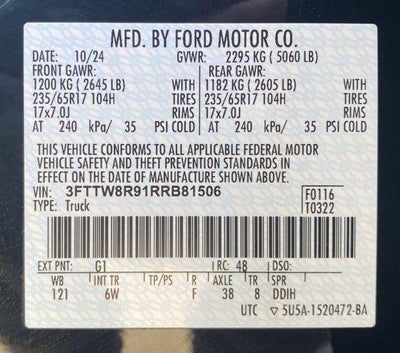 MFD. BY FORD MOTOR CO.
DATE: 10/24 GVWR: 2295 KG ( 5060 LB)
FRONT GAWR: REAR GAWR:
1200 KG ( 2645 LB) WITH 1182 KG ( 2605 LB)
235/65R17 104H TIRES 235/65R17 104H
17x7.0J RIMS 17x7.0J
AT 240 kPa/ 35 PSI COLD AT 240 kPa/ 35 PSI COLD
THIS VEHICLE CONFORMS TO ALL APPLICABLE FEDERAL MOTOR
VEHICLE SAFETY AND THEFT PREVENTION STANDARDS IN
EFFECT ON THE DATE OF MANUFACTURE SHOWN ABOVE.
VIN: 3FTTW8R91RRB81506
TYPE: Truck
F0116
T0322
EXT PNT: G1 RC: 48 DSO:
WB INT TR TP/PS R AXLE TR SPR
121 6W F 38 8 DDIH
UTC ▽ 5U5A-1520472-BA